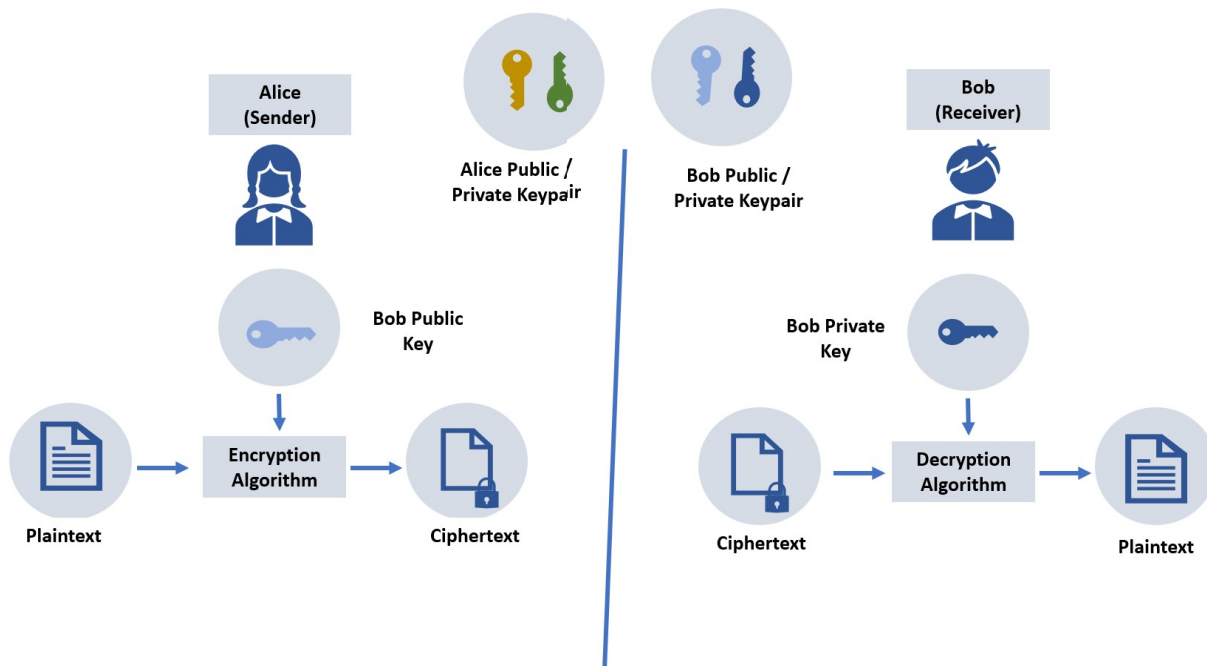 Alice
(Sender)
Alice Public /
Private Keypair
Bob Public /
Private Keypair
Bob
(Receiver)
Bob Public
Key
Bob Private
Key
Encryption
Algorithm
Plaintext
Ciphertext
Decryption
Algorithm
Ciphertext
Plaintext